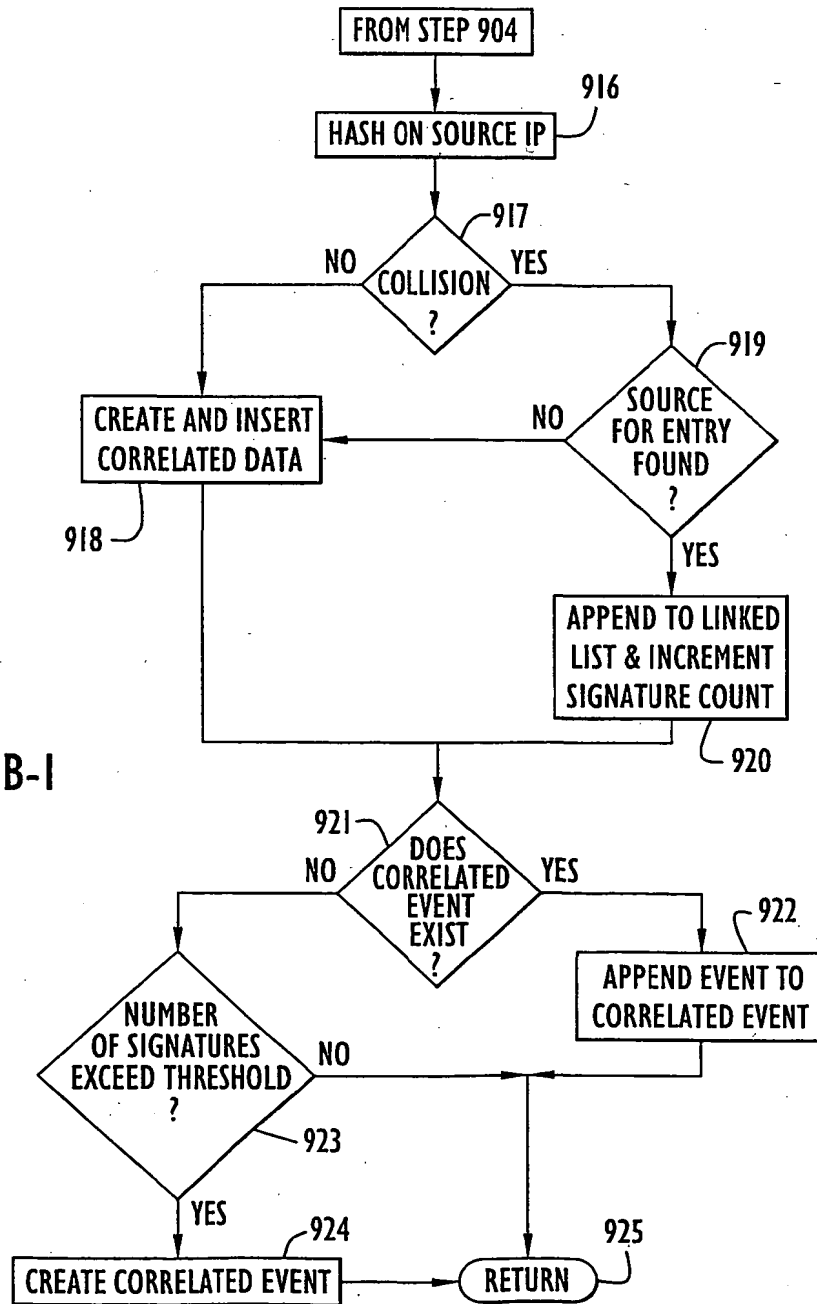 FROM STEP 904
916
HASH ON SOURCE IP
917
NO
YES
COLLISION
?
919
CREATE AND INSERT
CORRELATED DATA
918
NO
SOURCE
FOR ENTRY
FOUND
?
YES
APPEND TO LINKED
LIST & INCREMENT
SIGNATURE COUNT
920
B-1
921
NO
DOES
CORRELATED
EVENT
EXIST
?
YES
922
APPEND EVENT TO
CORRELATED EVENT
NUMBER
OF SIGNATURES
EXCEED THRESHOLD
?
NO
923
YES
924
CREATE CORRELATED EVENT
925
RETURN